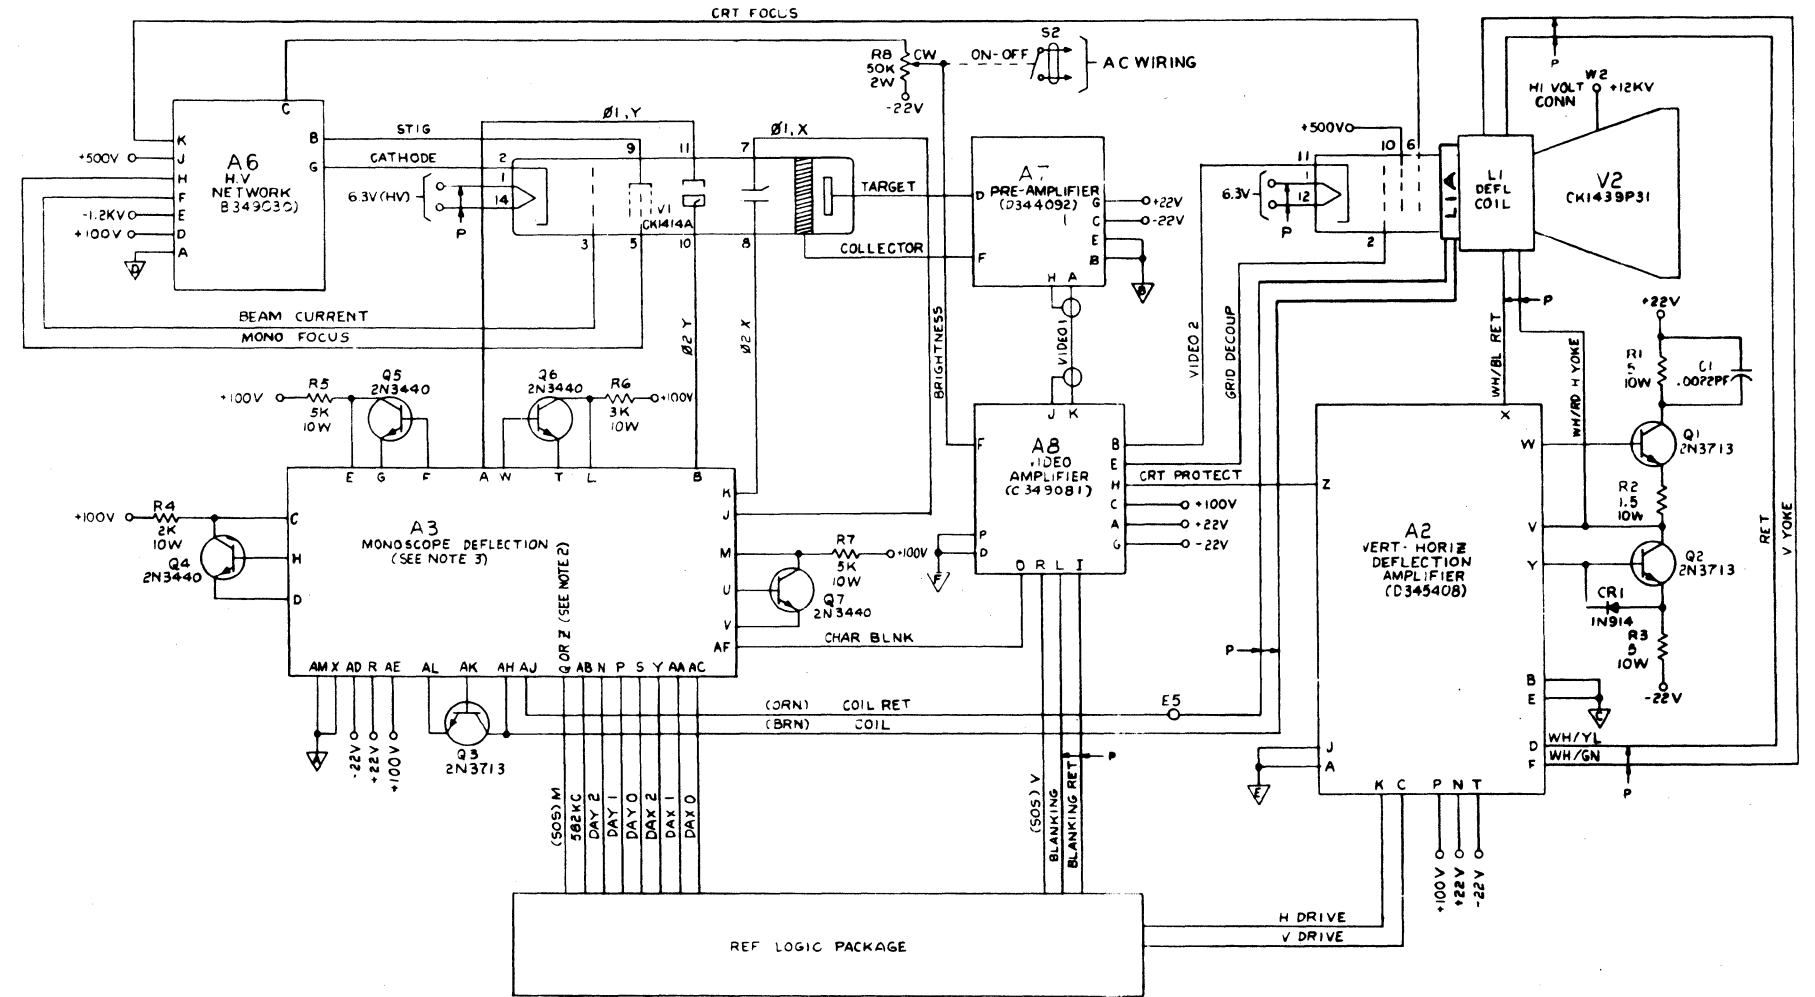 CRT FOCUS
R8
50K
2W
CW
-22V
ON-OFF
S2
AC WIRING
C
K
+500V
J
H
F
-1.2KV
E
+100V
D
A
D
A6
H.V
NETWORK
B349030)
B
G
STIG
CATHODE
6.3V(HV)
P
2
1
14
3
9
5
11
10
7
8
V1
CK1414A
Ø1,Y
Ø1,X
TARGET
COLLECTOR
BEAM CURRENT
MONO FOCUS
Ø2 Y
Ø2 X
BRIGHTNESS
A7
PRE-AMPLIFIER
(D344092)
D
F
G
+22V
C
-22V
E
B
H A
B
VIDEO 1
VIDEO 2
GRID DECOUP
+500V
10 6
11
12
2
6.3V
P
L1A
L1
DEFL
COIL
P
W2
HI VOLT
CONN
+12KV
V2
CK1439P31
P
WH/BL RET
WH/RD H YOKE
RET
V YOKE
+22V
R1
5
10W
C1
.0022PF
Q1
2N3713
R2
1.5
10W
Q2
2N3713
CR1
1N914
R3
5
10W
-22V
+100V
R5
5K
10W
Q5
2N3440
Q6
2N3440
R6
3K
10W
+100V
E G F A W T L B
+100V
R4
2K
10W
Q4
2N3440
C
H
D
A3
MONOSCOPE DEFLECTION
(SEE NOTE 3)
Q OR Z (SEE NOTE 2)
K
J
M
U
V
AF
R7
5K
10W
+100V
Q7
2N3440
CHAR BLNK
AM X AD R AE AL AK AH AJ AB N P S Y AA AC
A
-22V
+22V
+100V
Q3
2N3713
(ORN) COIL RET
(BRN) COIL
E5
P
J K
A8
VIDEO
AMPLIFIER
(C349081)
F
P
D
F
B
E
H
CRT PROTECT
C
+100V
A
+22V
G
-22V
O R L I
X
A2
VERT-HORIZ
DEFLECTION
AMPLIFIER
(D345408)
Z
W
V
Y
B
E
C
D
WH/YL
F
WH/GN
P
J
A
E
K C P N T
+100V
+22V
-22V
(SOS) M
582KC
DAY 2
DAY 1
DAY 0
DAX 2
DAX 1
DAX 0
(SOS) V
BLANKING
BLANKING RET
P
H DRIVE
V DRIVE
REF LOGIC PACKAGE